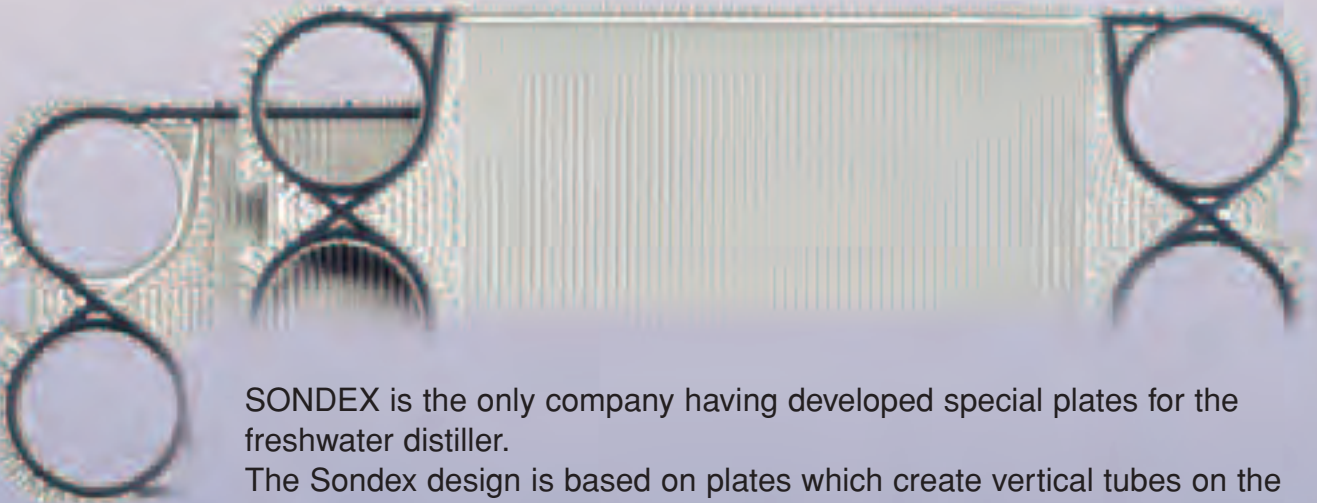 SONDEX is the only company having developed special plates for the
freshwater distiller.
The Sondex design is based on plates which create vertical tubes on the